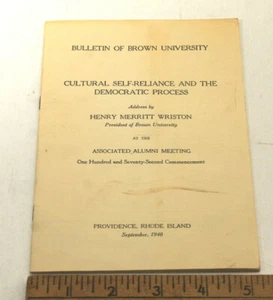 BULLETIN OF BROWN UNIVERSITY
CULTURAL SELF-RELIANCE AND THE
DEMOCRATIC PROCESS
Address by
HENRY MERRITT WRISTON
President of Brown University
AT THE
ASSOCIATED ALUMNI MEETING
One Hundred and Seventy-Second Commencement
PROVIDENCE, RHODE ISLAND
September, 1940
1 2 3 4 5